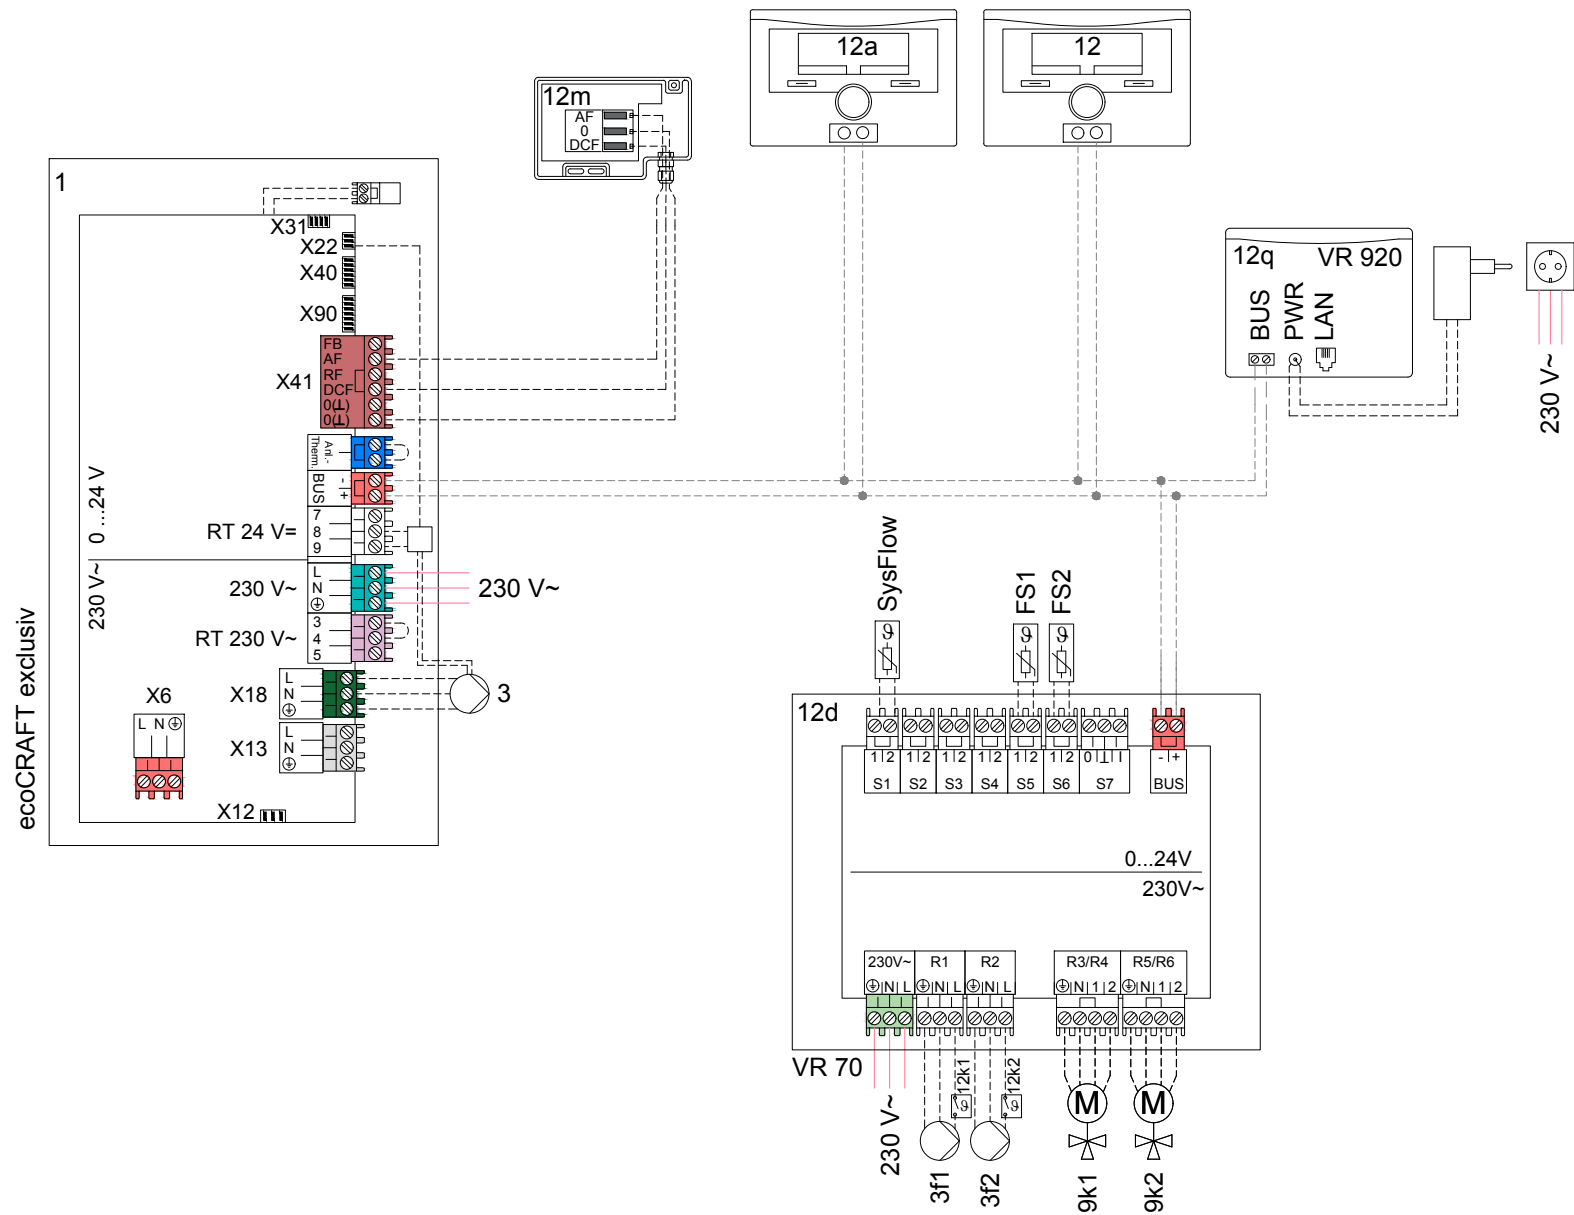 12a
12
12m
AF
0
DCF
1
X31
X22
X40
X90
X41
FB
AF
RF
DCF
0(⊥)
0(⊥)
Anl.-
Therm.
BUS
-
+
RT 24 V=
7
8
9
0 ...24 V
230 V~
230 V~
L
N
230 V~
RT 230 V~
3
4
5
X18
L
N
3
X13
L
N
X6
L N
X12
ecoCRAFT exclusiv
12q
VR 920
BUS
PWR
LAN
230 V~
SysFlow
FS1
FS2
ϑ
ϑ
ϑ
12d
1 2
1 2
1 2
1 2
1 2
1 2
0 ⊥ I
- +
S1
S2
S3
S4
S5
S6
S7
BUS
0...24V
230V~
230V~
R1
R2
R3/R4
R5/R6
N L
N L
N L
N 1 2
N 1 2
VR 70
230 V~
12k1
ϑ
12k2
ϑ
M
M
3f1
3f2
9k1
9k2